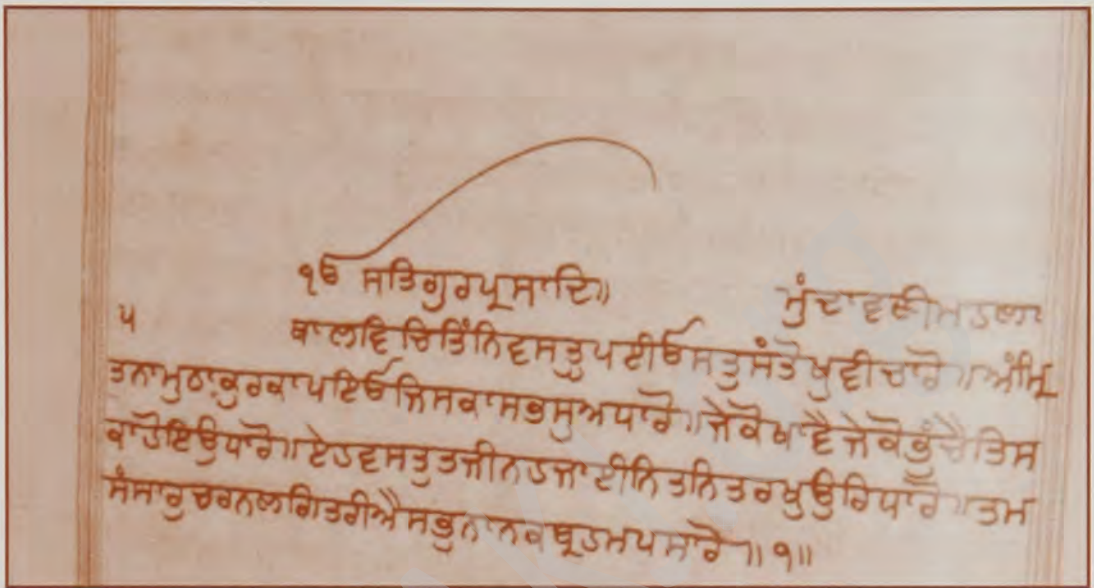 ੴ ਸਤਿਗੁਰਪ੍ਰਸਾਦਿ॥ ਮੁੰਦਾਵਣੀਮਹਲਾ
੫ ਥਾਲਵਿਚਿਤਿੰਨਿਵਸਤੁਪਈਓਸਤੁਸੰਤੋਖੁਵੀਚਾਰੋ॥ਅੰਮ੍ਰਿ
ਤਨਾਮੁਠਾਕੁਰਕਾਪਇਓਜਿਸਕਾਸਭਸੁਅਧਾਰੋ॥ਜੇਕੋਖਾਵੈਜੇਕੋਭੁੰਚੈਤਿਸ
ਕਾਹੋਇਉਧਾਰੋ॥ਏਹਵਸਤੁਤਜੀਨਹਜਾਈਨਿਤਨਿਤਰਖੁਉਰਿਧਾਰੋ॥ਤਮ
ਸੰਸਾਰੁਚਰਨਲਗਿਤਰੀਐਸਭੁਨਾਨਕਬ੍ਰਹਮਪਸਾਰੋ॥੧॥